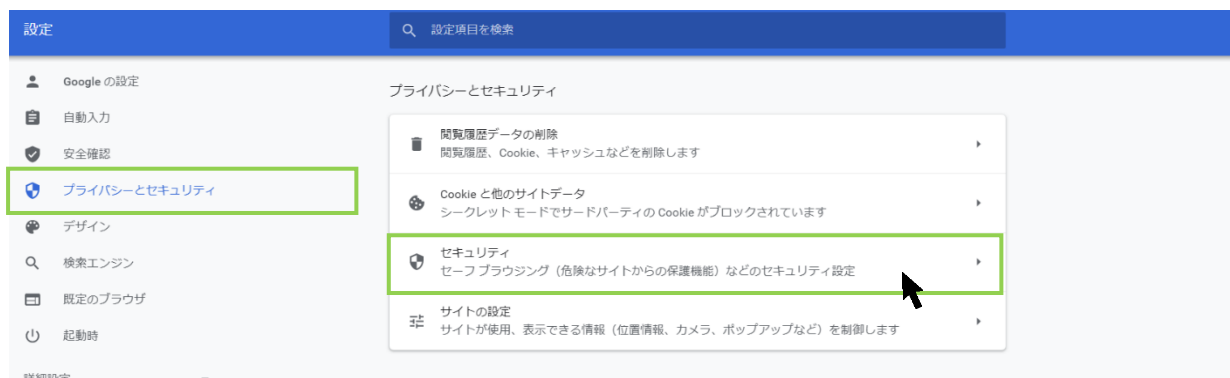 設定
設定項目を検索
Google の設定
自動入力
安全確認
プライバシーとセキュリティ
デザイン
検索エンジン
既定のブラウザ
起動時
詳細設定
プライバシーとセキュリティ
閲覧履歴データの削除
閲覧履歴、Cookie、キャッシュなどを削除します
Cookie と他のサイトデータ
シークレット モードでサードパーティの Cookie がブロックされています
セキュリティ
セーフ ブラウジング（危険なサイトからの保護機能）などのセキュリティ設定
サイトの設定
サイトが使用、表示できる情報（位置情報、カメラ、ポップアップなど）を制御します